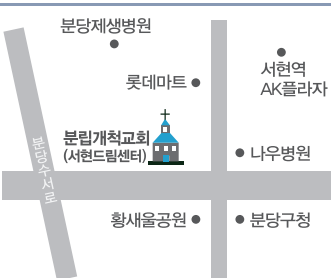 분당제생병원
서현역
AK플라자
롯데마트
분립개척교회
(서현드림센터)
나우병원
분당수서로
황새울공원
분당구청